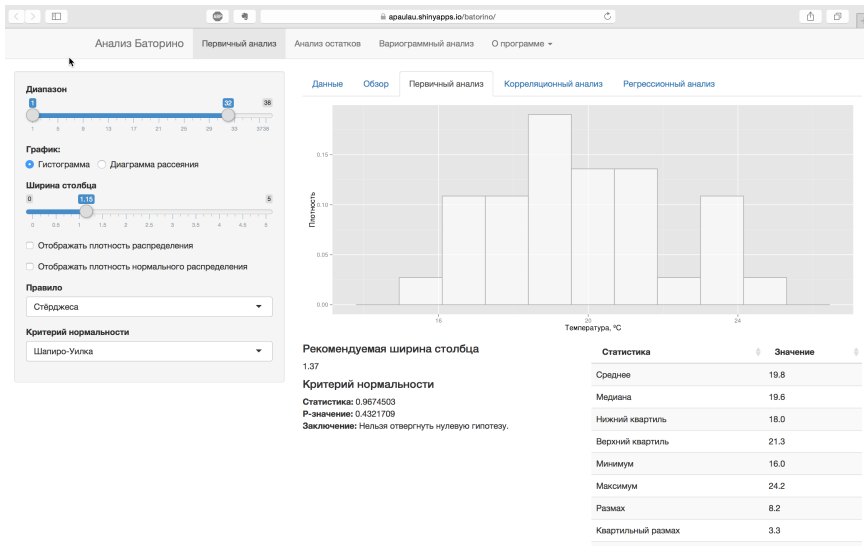 apaulau.shinyapps.io/batorino/
Анализ Баторино Первичный анализ Анализ остатков Вариограммный анализ О программе
Диапазон
1 32 38
1 5 9 13 17 21 25 29 33 3738
График:
Гистограмма Диаграмма рассеяния
Ширина столбца
0 1.15 5
0 0.5 1 1.5 2 2.5 3 3.5 4 4.5 5
Отображать плотность распределения
Отображать плотность нормального распределения
Правило
Стёрджеса
Критерий нормальности
Шапиро-Уилка
Данные Обзор Первичный анализ Корреляционный анализ Регрессионный анализ
Плотность
0.15
0.10
0.05
0.00
16 20 24
Температура, ºС
Рекомендуемая ширина столбца
1.37
Критерий нормальности
Статистика: 0.9674503
P-значение: 0.4321709
Заключение: Нельзя отвергнуть нулевую гипотезу.
Статистика Значение
Среднее 19.8
Медиана 19.6
Нижний квартиль 18.0
Верхний квартиль 21.3
Минимум 16.0
Максимум 24.2
Размах 8.2
Квартильный размах 3.3